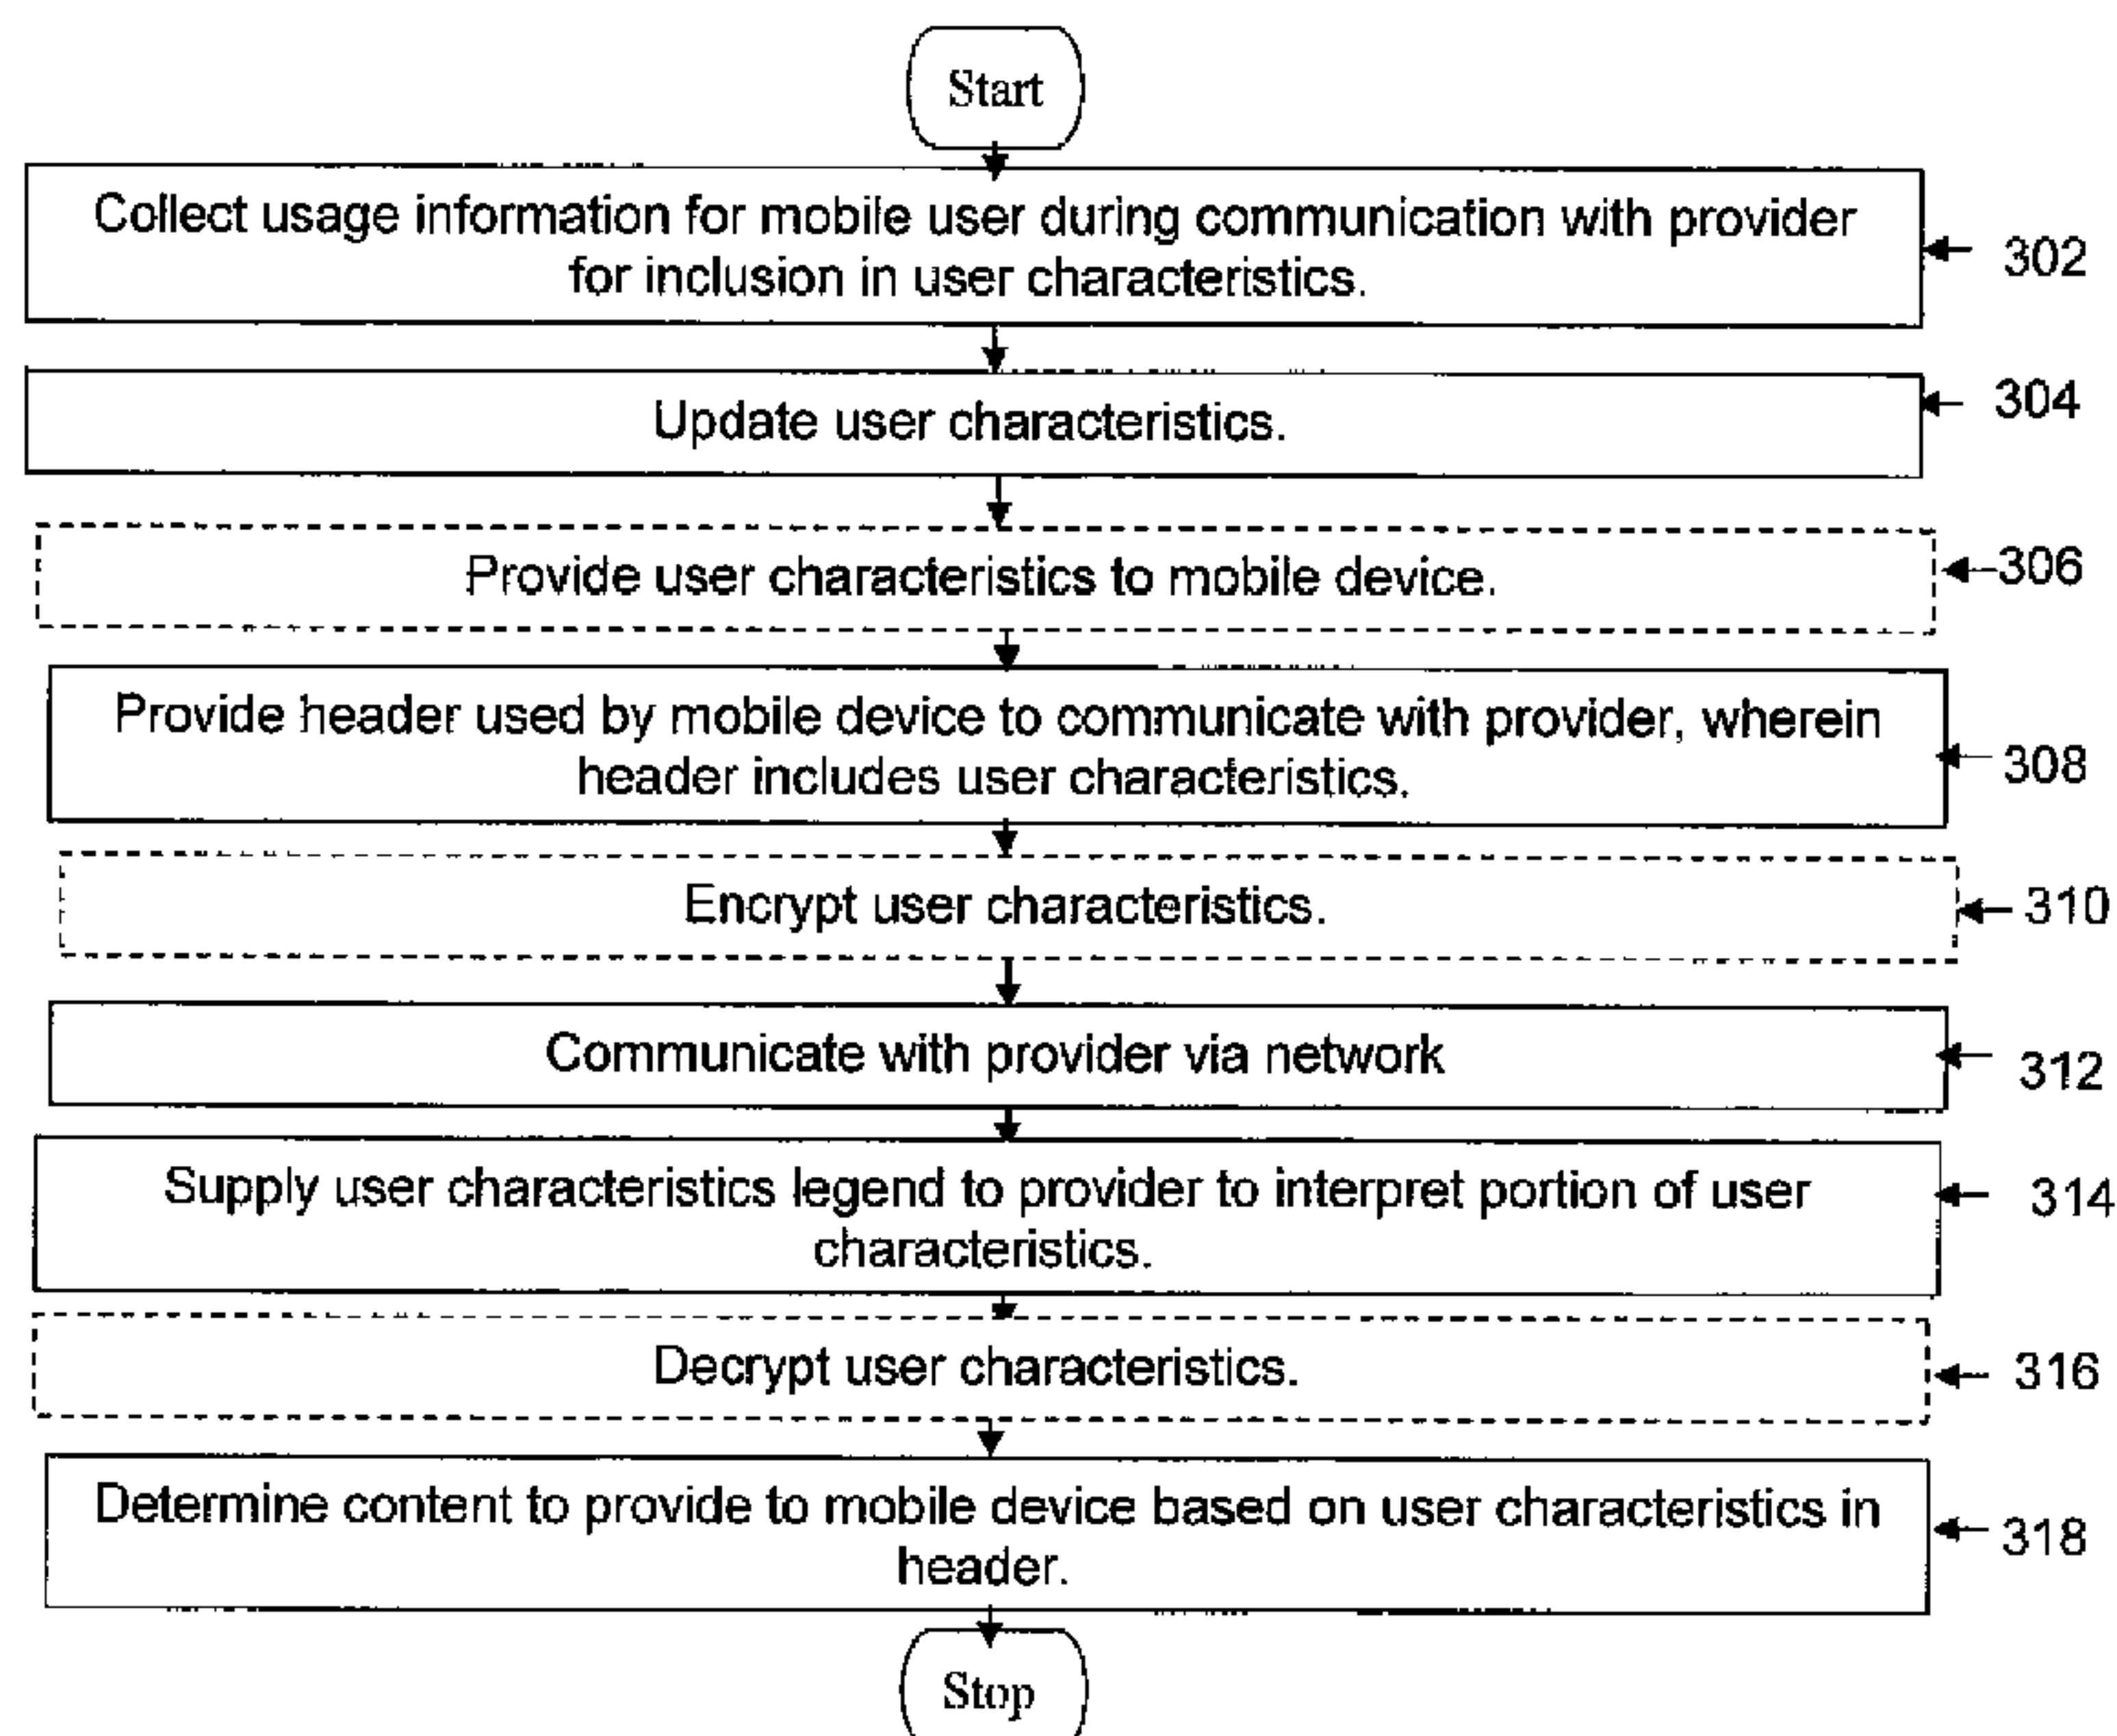 Start
Collect usage information for mobile user during communication with provider
for inclusion in user characteristics.
302
Update user characteristics.
304
Provide user characteristics to mobile device.
306
Provide header used by mobile device to communicate with provider, wherein
header includes user characteristics.
308
Encrypt user characteristics.
310
Communicate with provider via network
312
Supply user characteristics legend to provider to interpret portion of user
characteristics.
314
Decrypt user characteristics.
316
Determine content to provide to mobile device based on user characteristics in
header.
318
Stop